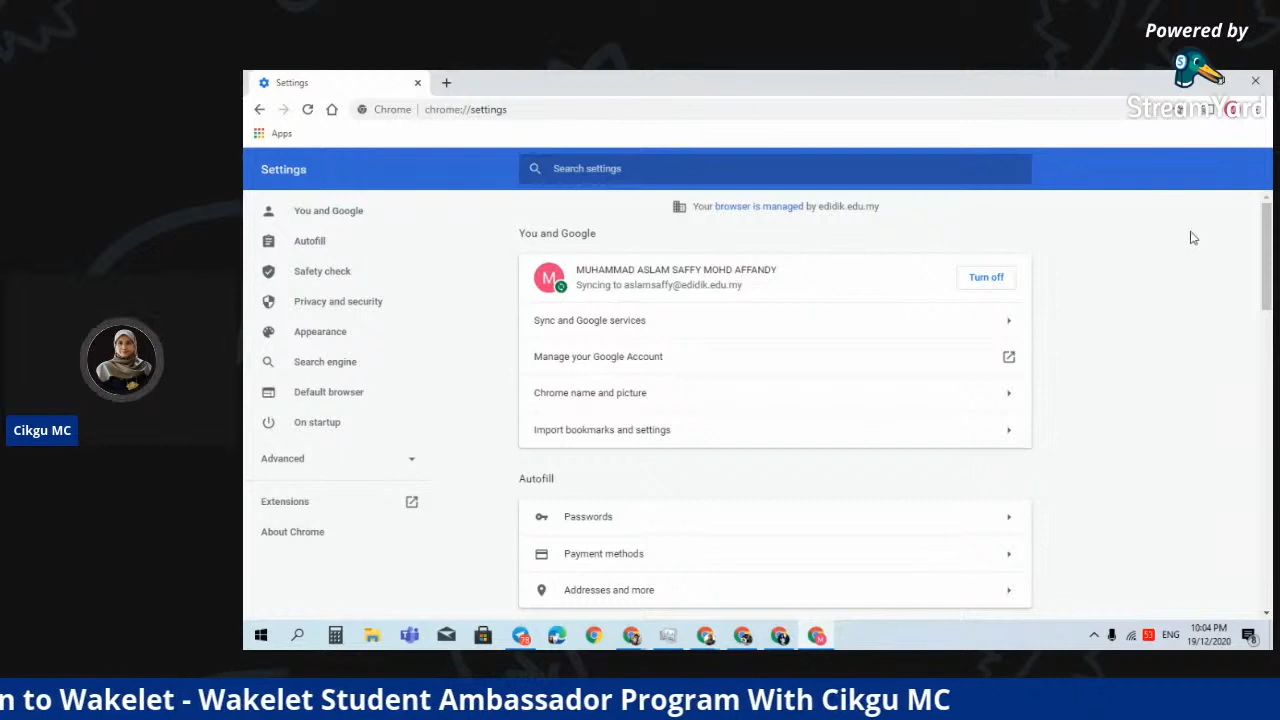 Powered by
StreamYard
Settings
Chrome
chrome://settings
Apps
Settings
Search settings
You and Google
Autofill
Safety check
Privacy and security
Appearance
Search engine
Default browser
On startup
Advanced
Extensions
About Chrome
Your browser is managed by edidik.edu.my
You and Google
M
MUHAMMAD ASLAM SAFFY MOHD AFFANDY
Syncing to aslamsaffy@edidik.edu.my
Turn off
Sync and Google services
Manage your Google Account
Chrome name and picture
Import bookmarks and settings
Autofill
Passwords
Payment methods
Addresses and more
Cikgu MC
53
ENG
10:04 PM
19/12/2020
n to Wakelet - Wakelet Student Ambassador Program With Cikgu MC